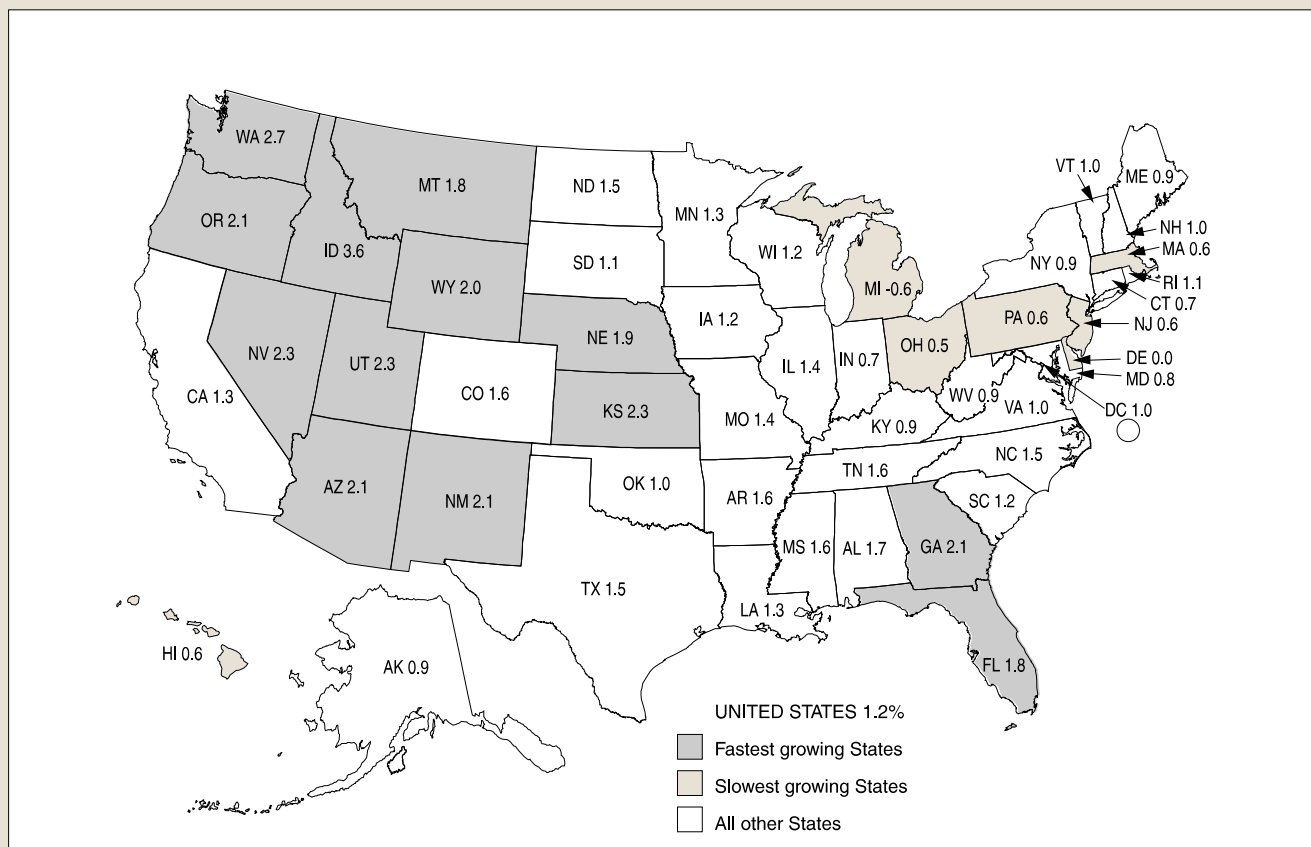 WA 2.7
MT 1.8
ND 1.5
MN 1.3
VT 1.0
ME 0.9
OR 2.1
ID 3.6
WY 2.0
SD 1.1
WI 1.2
MI -0.6
NY 0.9
NH 1.0
MA 0.6
RI 1.1
CT 0.7
NJ 0.6
NV 2.3
UT 2.3
CO 1.6
NE 1.9
IA 1.2
IL 1.4
IN 0.7
OH 0.5
PA 0.6
DE 0.0
MD 0.8
DC 1.0
CA 1.3
KS 2.3
MO 1.4
KY 0.9
WV 0.9
VA 1.0
AZ 2.1
NM 2.1
OK 1.0
AR 1.6
TN 1.6
NC 1.5
SC 1.2
TX 1.5
LA 1.3
MS 1.6
AL 1.7
GA 2.1
FL 1.8
HI 0.6
AK 0.9
UNITED STATES 1.2%
Fastest growing States
Slowest growing States
All other States